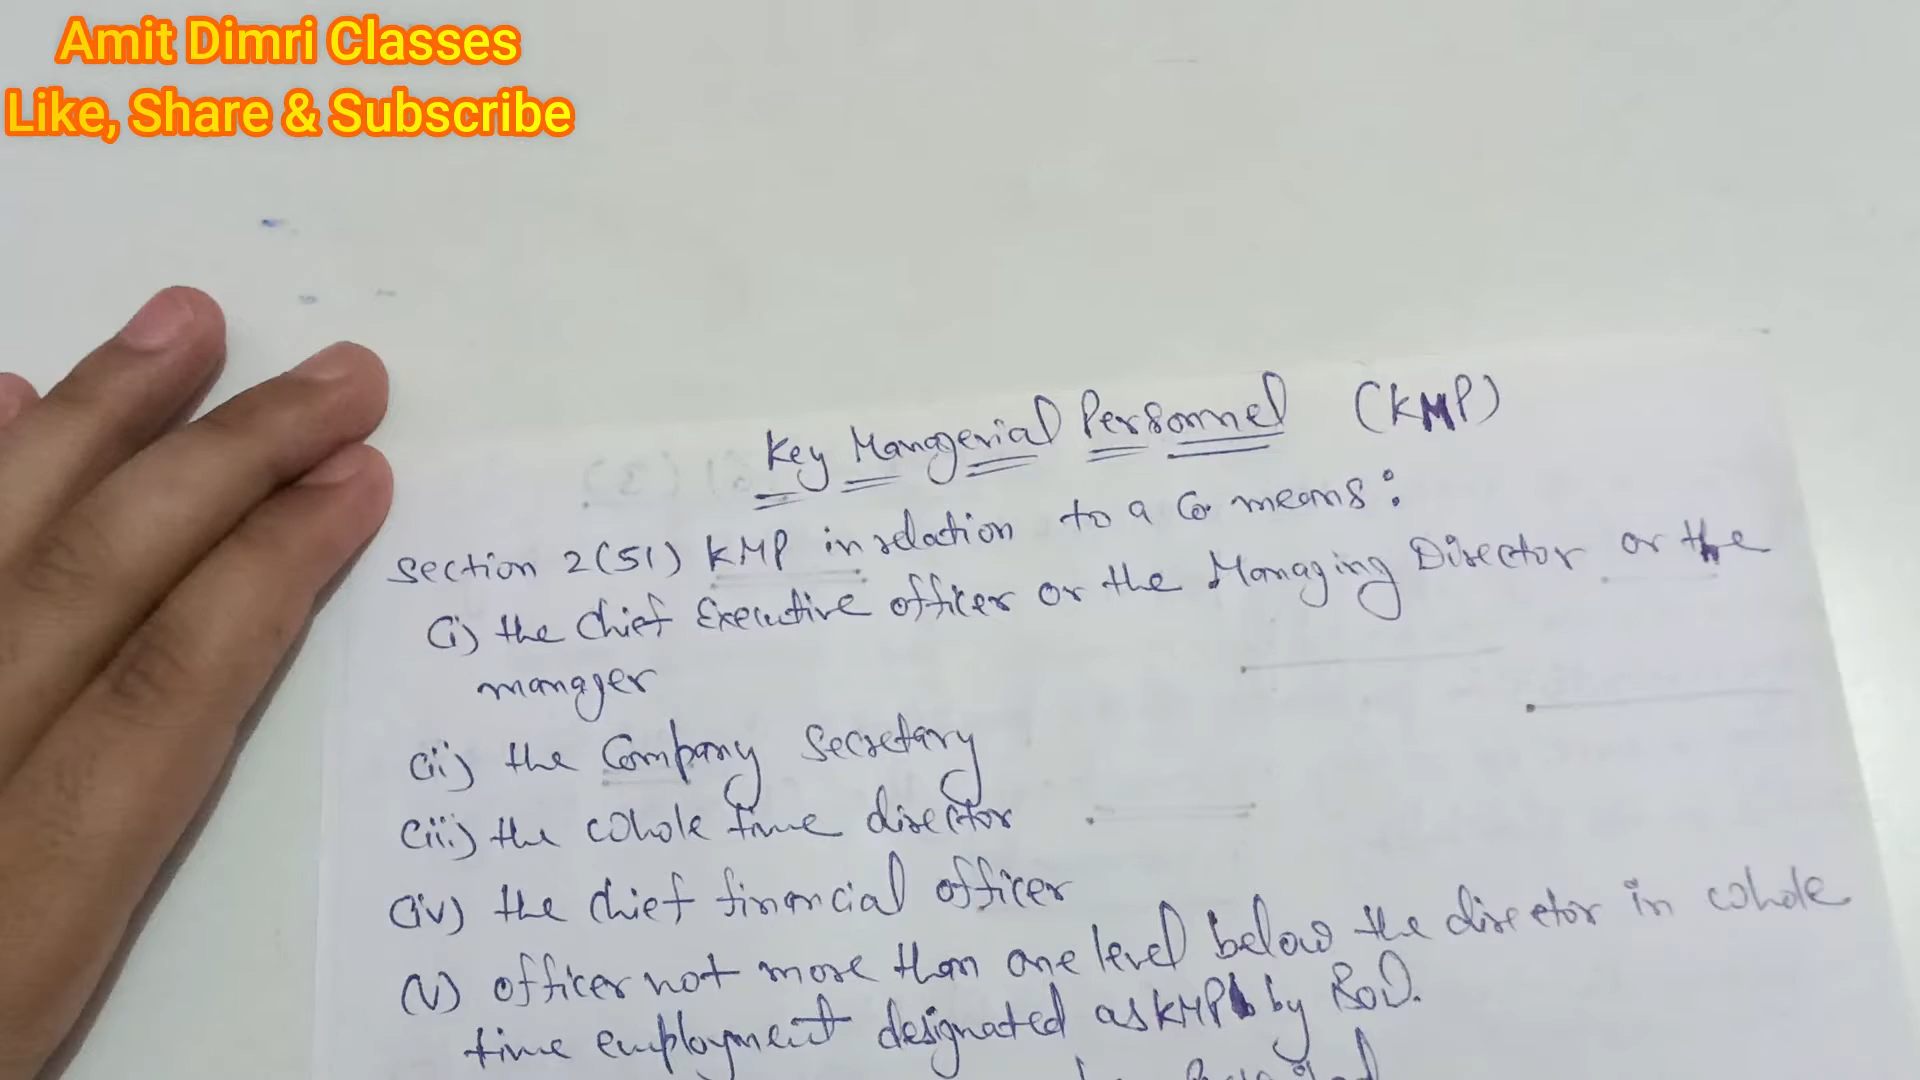 Amit Dimri Classes
Like, Share & Subscribe
Key Managerial Personnel (KMP)
Section 2(51) KMP in relation to a Co. means:
(i) the Chief Executive officer or the Managing Director or the
manager
(ii) the Company Secretary
(iii) the whole time director
(iv) the chief financial officer
(v) officer not more than one level below the director in whole
time employment designated as KMP by BoD.